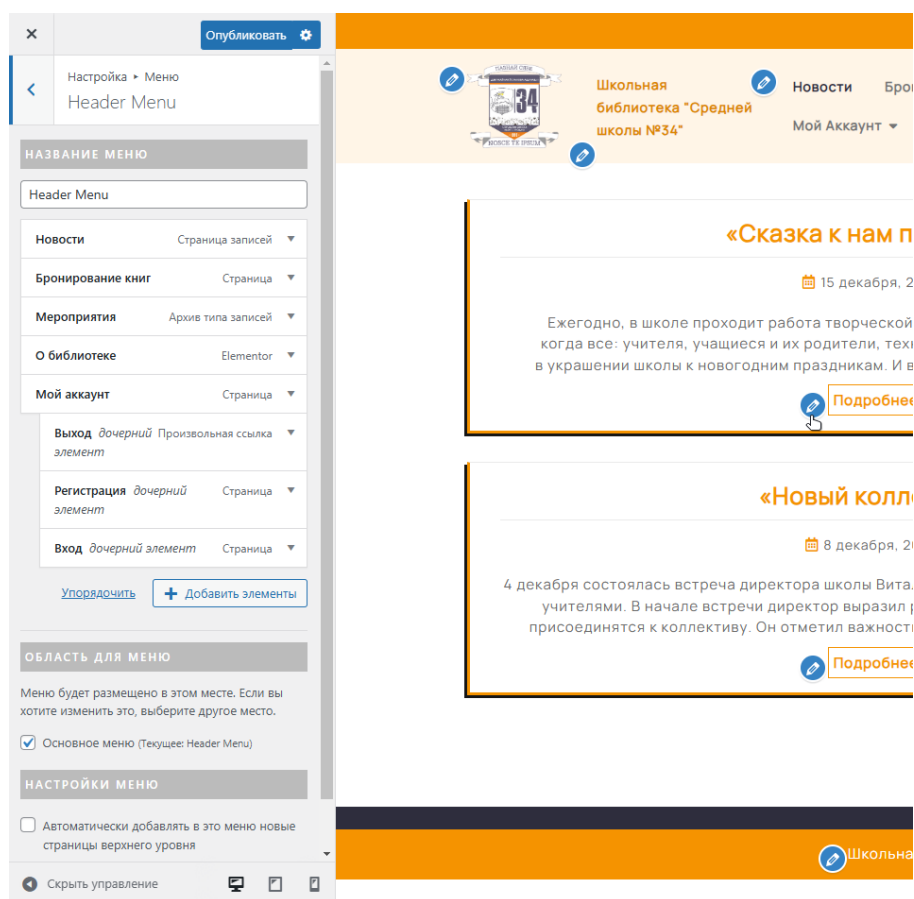 Опубликовать
Настройка ▸ Меню
Header Menu
НАЗВАНИЕ МЕНЮ
Header Menu
Новости Страница записей
Бронирование книг Страница
Мероприятия Архив типа записей
О библиотеке Elementor
Мой аккаунт Страница
Выход дочерний Произвольная ссылка
элемент
Регистрация дочерний Страница
элемент
Вход дочерний элемент Страница
Упорядочить Добавить элементы
ОБЛАСТЬ ДЛЯ МЕНЮ
Меню будет размещено в этом месте. Если вы
хотите изменить это, выберите другое место.
Основное меню (Текущее: Header Menu)
НАСТРОЙКИ МЕНЮ
Автоматически добавлять в это меню новые
страницы верхнего уровня
Скрыть управление
34
Школьная
библиотека "Средней
школы №34"
Новости Брон
Мой Аккаунт
«Сказка к нам п
15 декабря, 2
Ежегодно, в школе проходит работа творческой
когда все: учителя, учащиеся и их родители, техн
в украшении школы к новогодним праздникам. И в
Подробнее
«Новый колле
8 декабря, 20
4 декабря состоялась встреча директора школы Вита
учителями. В начале встречи директор выразил р
присоединятся к коллективу. Он отметил важность
Подробнее
Школьна